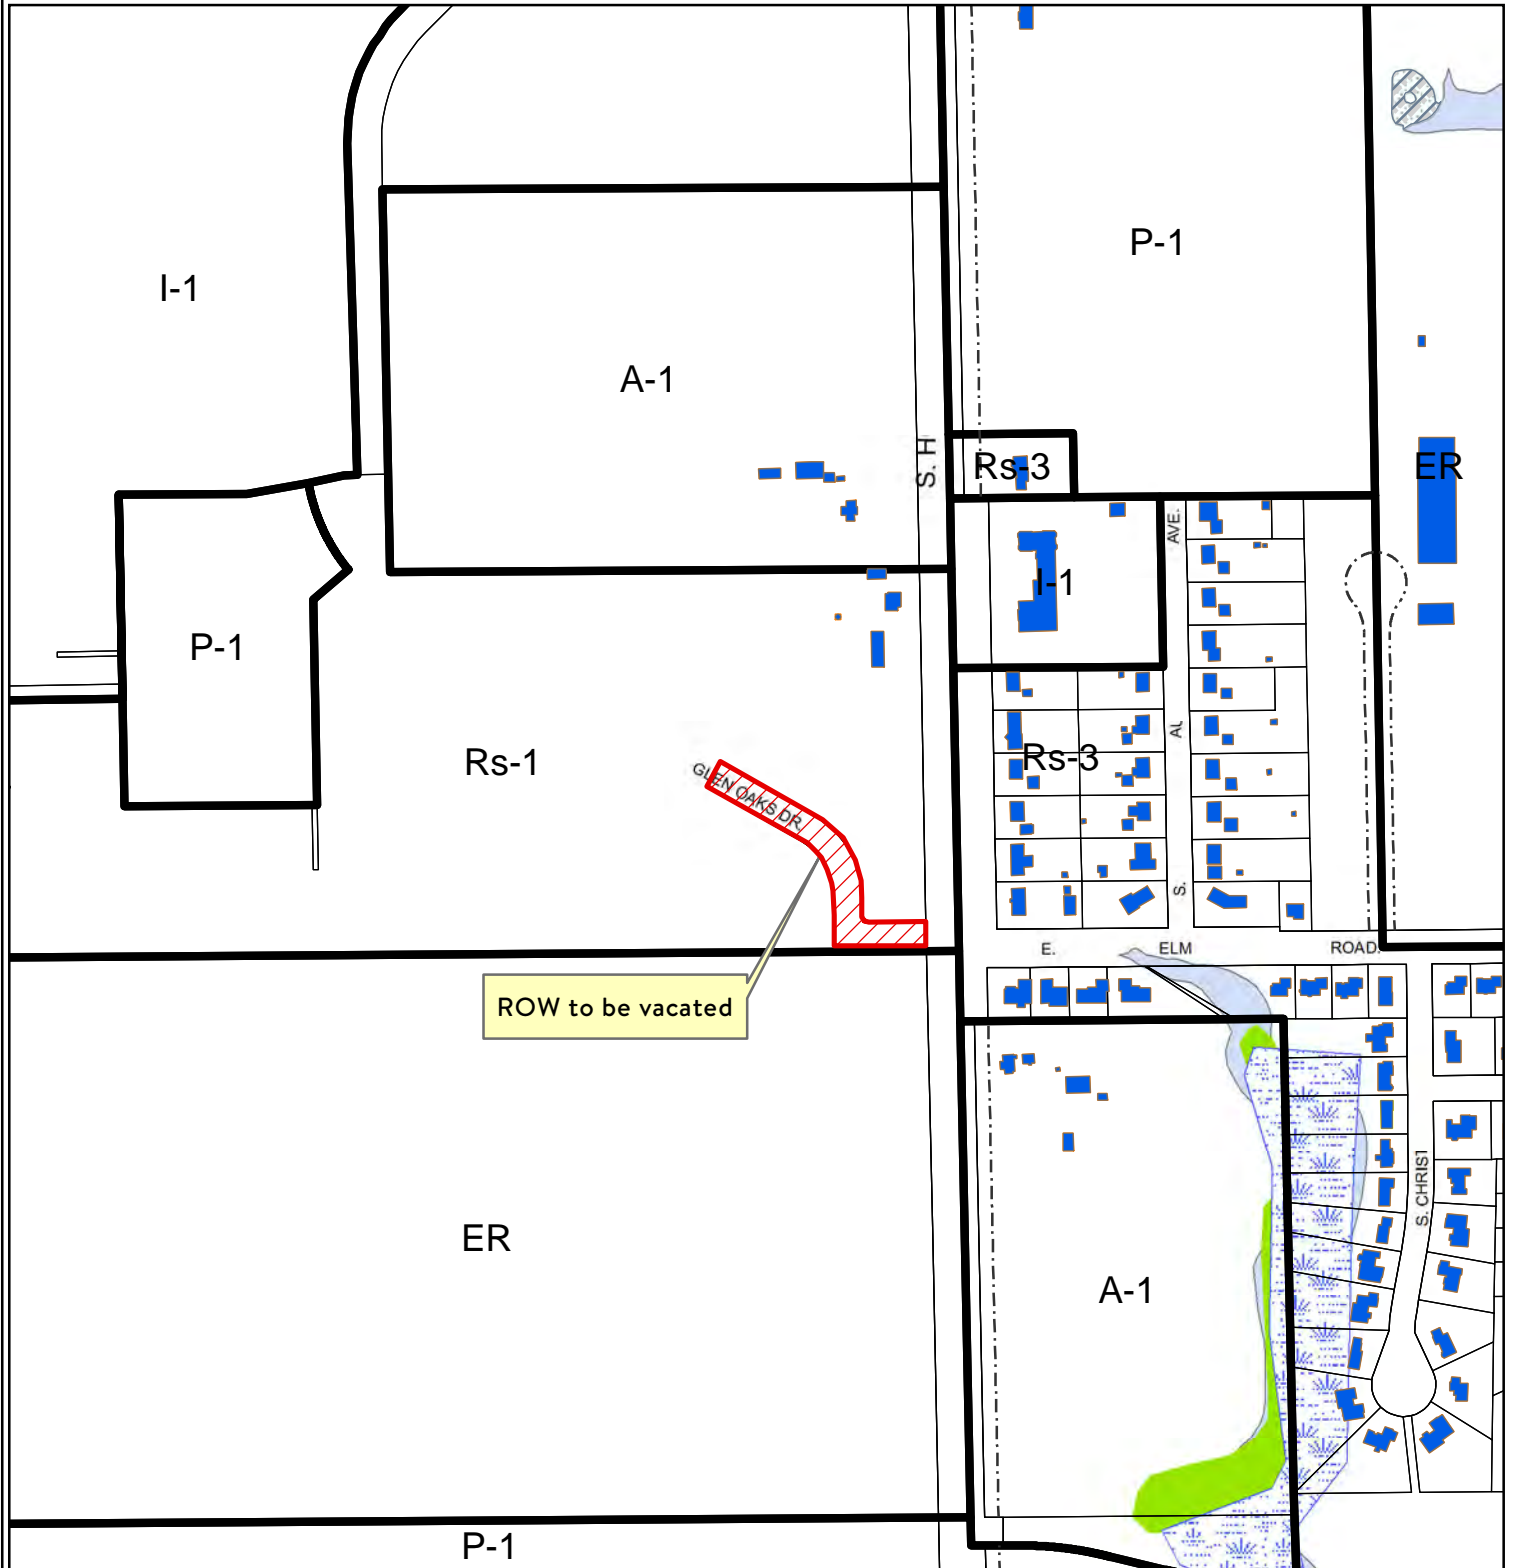 P-1
I-1
A-1
S. H
Rs-3
ER
AVE.
I-1
P-1
AL
Rs-3
Rs-1
GLEN OAKS DR.
S.
E. ELM ROAD
ROW to be vacated
S. CHRIST
ER
A-1
P-1